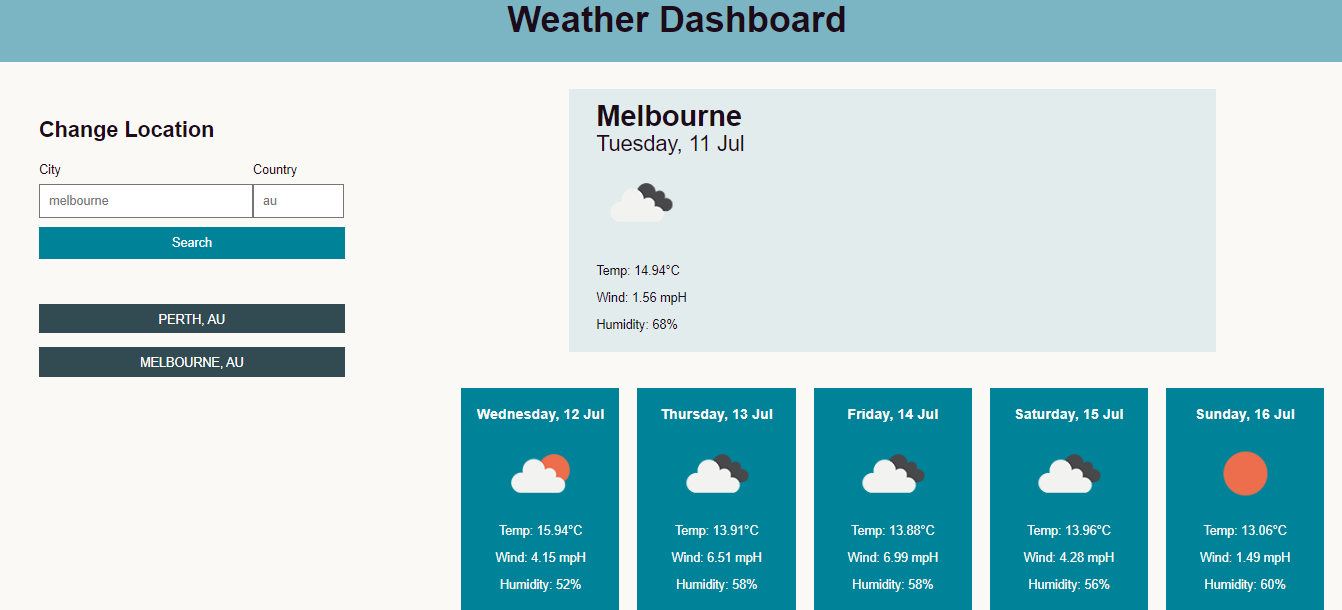 Weather Dashboard
Change Location
City Country
melbourne au
Search
PERTH, AU
MELBOURNE, AU
Melbourne
Tuesday, 11 Jul
Temp: 14.94°C
Wind: 1.56 mpH
Humidity: 68%
Wednesday, 12 Jul
Temp: 15.94°C
Wind: 4.15 mpH
Humidity: 52%
Thursday, 13 Jul
Temp: 13.91°C
Wind: 6.51 mpH
Humidity: 58%
Friday, 14 Jul
Temp: 13.88°C
Wind: 6.99 mpH
Humidity: 58%
Saturday, 15 Jul
Temp: 13.96°C
Wind: 4.28 mpH
Humidity: 56%
Sunday, 16 Jul
Temp: 13.06°C
Wind: 1.49 mpH
Humidity: 60%